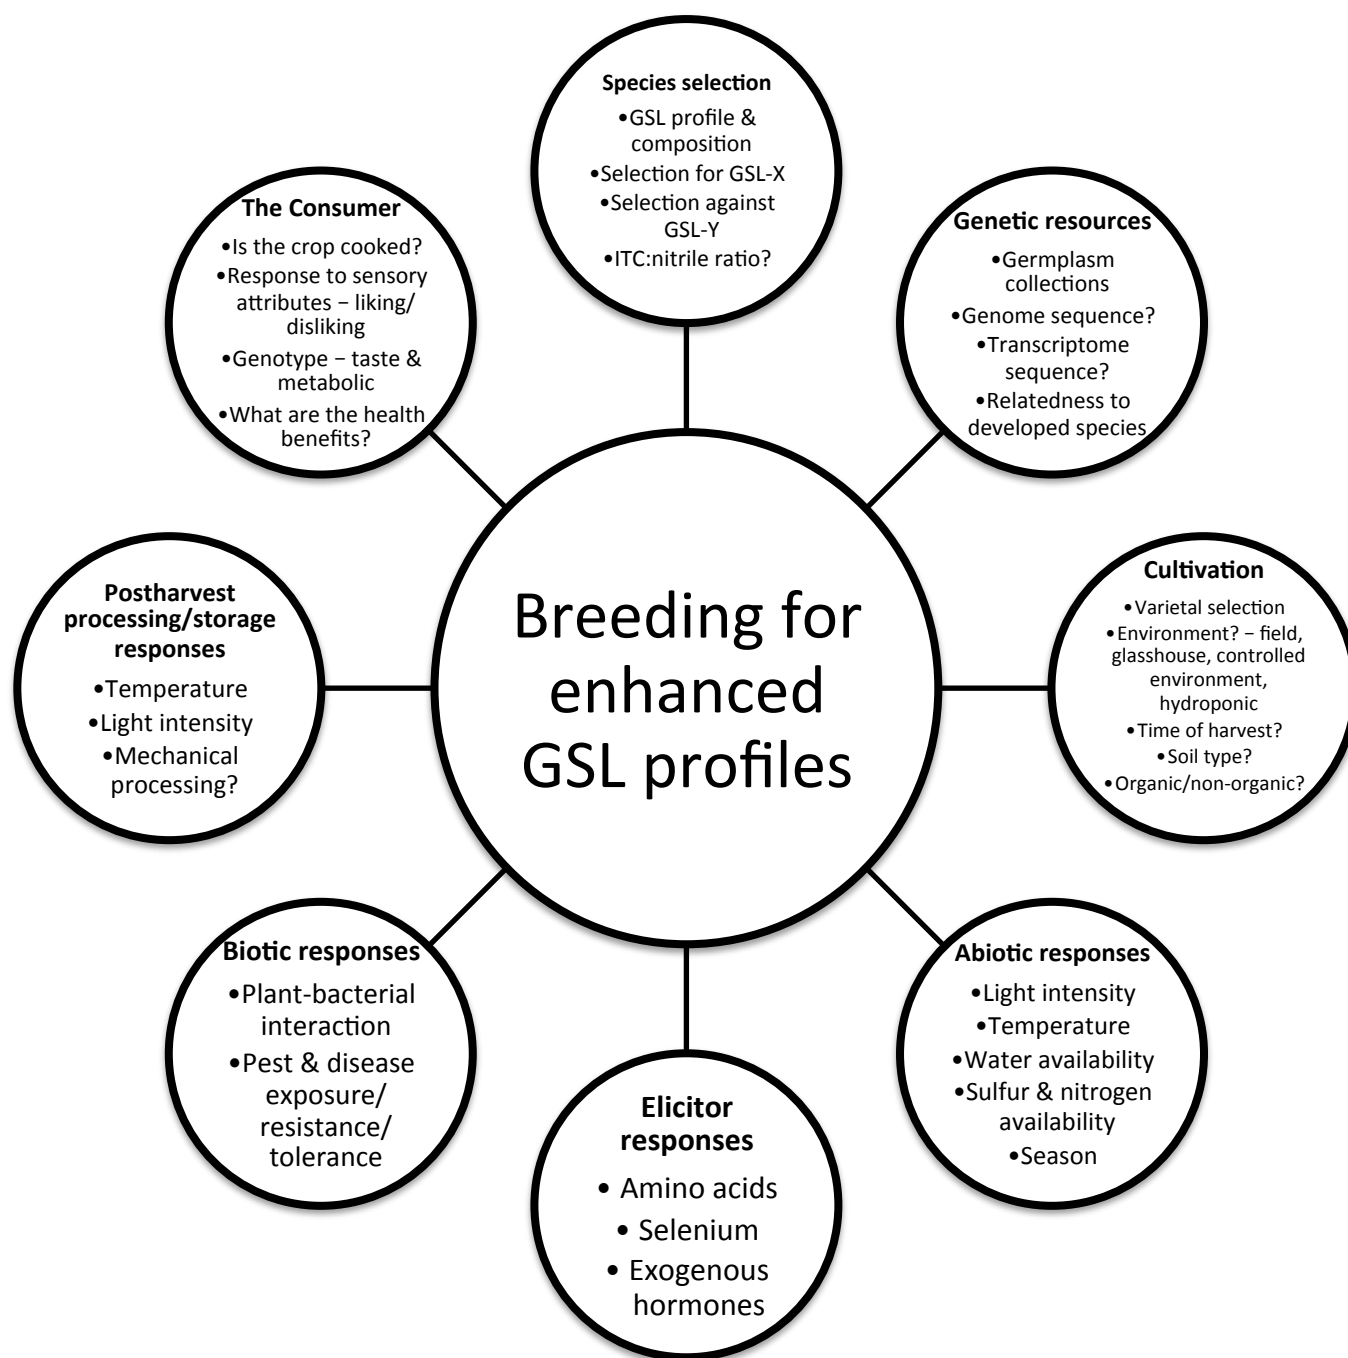 Species selection
•GSL profile &
composition
•Selection for GSL-X
•Selection against
GSL-Y
•ITC:nitrile ratio?
Genetic resources
•Germplasm
collections
•Genome sequence?
•Transcriptome
sequence?
•Relatedness to
developed species
Cultivation
•Varietal selection
•Environment? – field,
glasshouse, controlled
environment,
hydroponic
•Time of harvest?
•Soil type?
•Organic/non-organic?
Abiotic responses
•Light intensity
•Temperature
•Water availability
•Sulfur & nitrogen
availability
•Season
Elicitor
responses
• Amino acids
• Selenium
• Exogenous
hormones
Biotic responses
•Plant-bacterial
interaction
•Pest & disease
exposure/
resistance/
tolerance
Postharvest
processing/storage
responses
•Temperature
•Light intensity
•Mechanical
processing?
The Consumer
•Is the crop cooked?
•Response to sensory
attributes – liking/
disliking
•Genotype – taste &
metabolic
•What are the health
benefits?
Breeding for
enhanced
GSL profiles